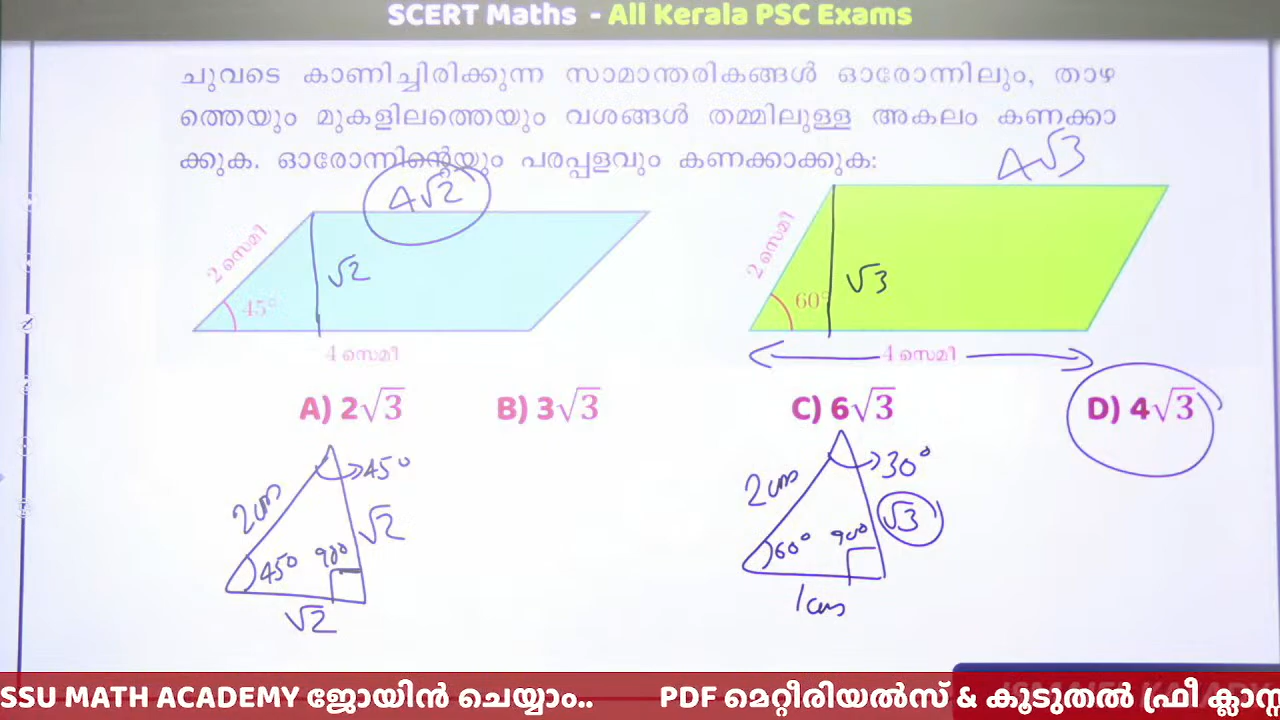 SCERT Maths - All Kerala PSC Exams
ചുവടെ കാണിച്ചിരിക്കുന്ന സാമാന്തരികങ്ങൾ ഓരോന്നിലും, താഴ
ത്തെയും മുകളിലത്തെയും വശങ്ങൾ തമ്മിലുള്ള അകലം കണക്കാ
ക്കുക. ഓരോന്നിന്റെയും പരപ്പളവും കണക്കാക്കുക:
4√2
4√3
2 സെമീ
√2
45°
4 സെമീ
2 സെമീ
√3
60°
4 സെമീ
A) 2√3
B) 3√3
C) 6√3
D) 4√3
2cm
45°
45°
90°
√2
√2
2cm
30°
60°
90°
√3
1cm
SSU MATH ACADEMY ജോയിൻ ചെയ്യാം..
PDF മെറ്റീരിയൽസ് & കൂടുതൽ ഫ്രീ